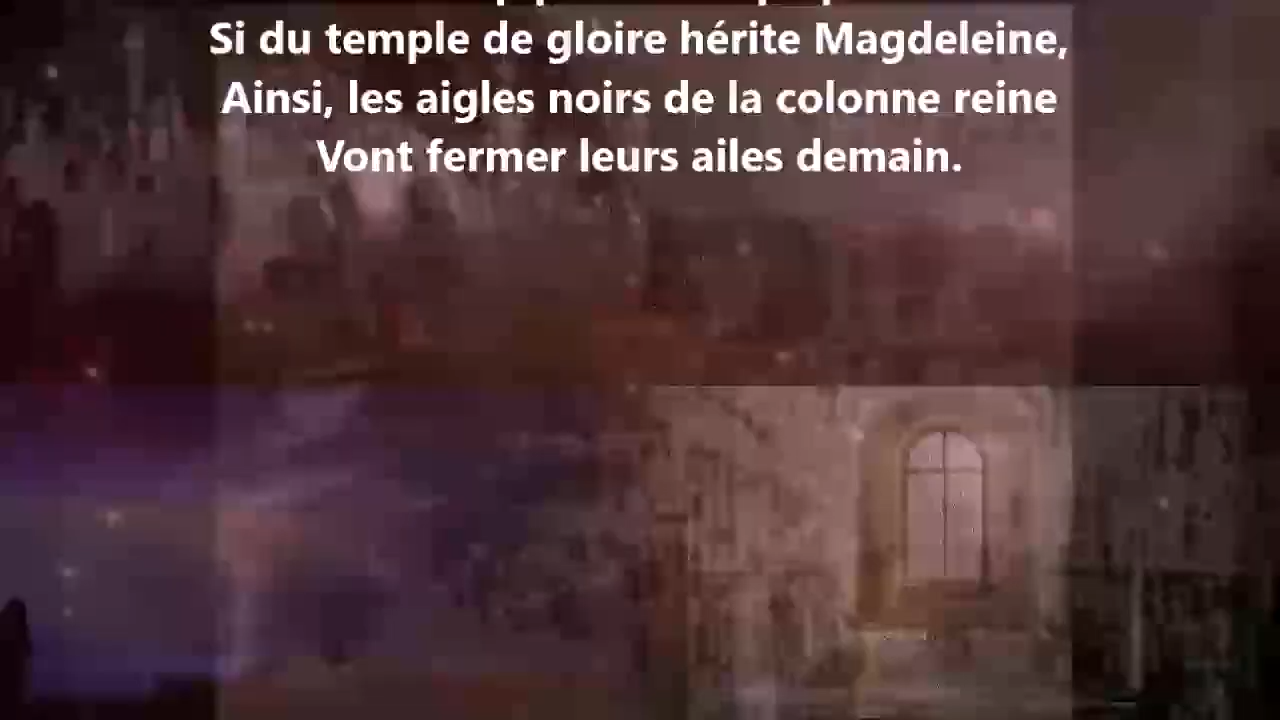 Si du temple de gloire hérite Magdeleine,
Ainsi, les aigles noirs de la colonne reine
Vont fermer leurs ailes demain.